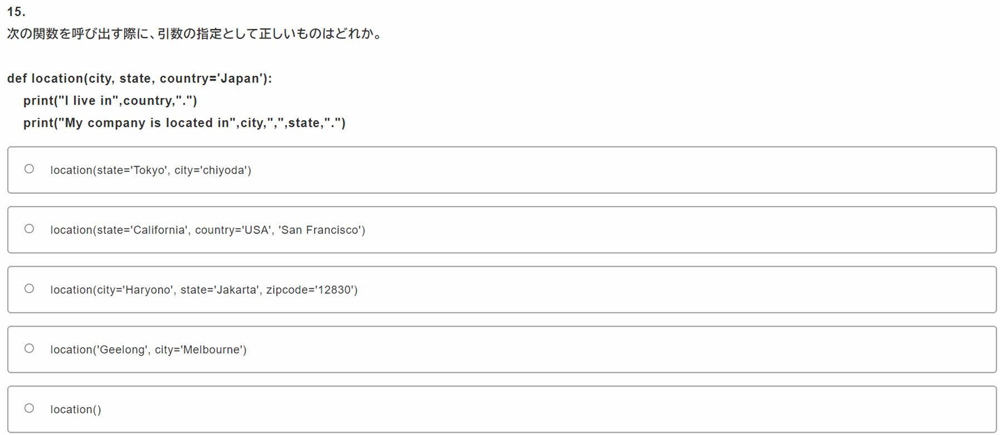 15.
次の関数を呼び出す際に、引数の指定として正しいものはどれか。
def location(city, state, country='Japan'):
print("I live in",country,".")
print("My company is located in",city,",",state,".")
location(state='Tokyo', city='chiyoda')
location(state='California', country='USA', 'San Francisco')
location(city='Haryono', state='Jakarta', zipcode='12830')
location('Geelong', city='Melbourne')
location()